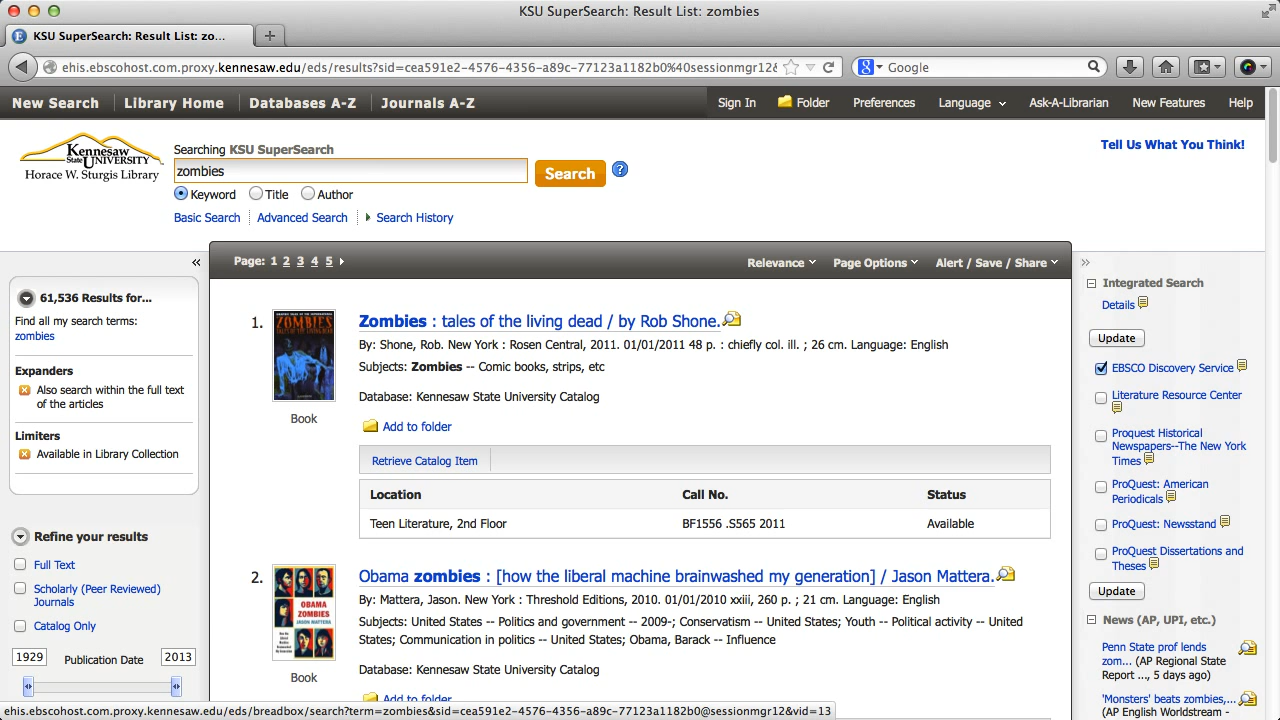 KSU SuperSearch: Result List: zombies
KSU SuperSearch: Result List: zo...
ehis.ebscohost.com.proxy.kennesaw.edu/eds/results?sid=cea591e2-4576-4356-a89c-77123a1182b0%40sessionmgr12&
Google
New Search
Library Home
Databases A-Z
Journals A-Z
Sign In
Folder
Preferences
Language
Ask-A-Librarian
New Features
Help
Kennesaw
State UNIVERSITY
Horace W. Sturgis Library
Searching KSU SuperSearch
zombies
Search
Keyword
Title
Author
Basic Search
Advanced Search
Search History
Tell Us What You Think!
61,536 Results for...
Find all my search terms:
zombies
Expanders
Also search within the full text
of the articles
Limiters
Available in Library Collection
Refine your results
Full Text
Scholarly (Peer Reviewed)
Journals
Catalog Only
1929
Publication Date
2013
Page: 1 2 3 4 5
Relevance
Page Options
Alert / Save / Share
1.
ZOMBIES
Book
Zombies : tales of the living dead / by Rob Shone.
By: Shone, Rob. New York : Rosen Central, 2011. 01/01/2011 48 p. : chiefly col. ill. ; 26 cm. Language: English
Subjects: Zombies -- Comic books, strips, etc
Database: Kennesaw State University Catalog
Add to folder
Retrieve Catalog Item
Location Call No. Status
Teen Literature, 2nd Floor BF1556 .S565 2011 Available
2.
OBAMA
ZOMBIES
JASON MATTERA
Book
Obama zombies : [how the liberal machine brainwashed my generation] / Jason Mattera.
By: Mattera, Jason. New York : Threshold Editions, 2010. 01/01/2010 xxiii, 260 p. ; 21 cm. Language: English
Subjects: United States -- Politics and government -- 2009-; Conservatism -- United States; Youth -- Political activity -- United
States; Communication in politics -- United States; Obama, Barack -- Influence
Database: Kennesaw State University Catalog
Add to folder
Integrated Search
Details
Update
EBSCO Discovery Service
Literature Resource Center
Proquest Historical
Newspapers--The New York
Times
ProQuest: American
Periodicals
ProQuest: Newsstand
ProQuest Dissertations and
Theses
Update
News (AP, UPI, etc.)
Penn State prof lends
zom... (AP Regional State
Report ..., 5 days ago)
'Monsters' beats zombies,...
(AP English Worldstream -
ehis.ebscohost.com.proxy.kennesaw.edu/eds/breadbox/search?term=zombies&sid=cea591e2-4576-4356-a89c-77123a1182b0@sessionmgr12&vid=13